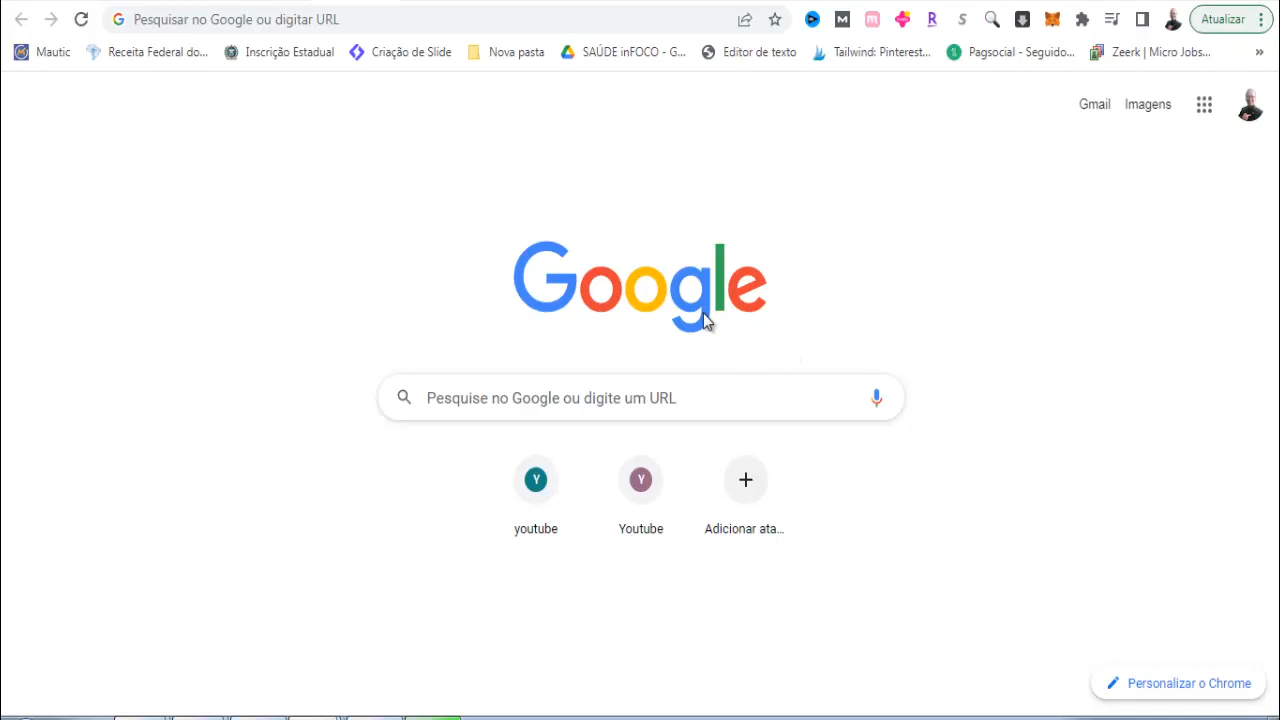 Pesquisar no Google ou digitar URL
Atualizar
Mautic
Receita Federal do...
Inscrição Estadual
Criação de Slide
Nova pasta
SAÚDE inFOCO - G...
Editor de texto
Tailwind: Pinterest...
Pagsocial - Seguido...
Zeerk | Micro Jobs...
»
Gmail
Imagens
Google
Pesquise no Google ou digite um URL
Y
Y
youtube
Youtube
Adicionar ata...
Personalizar o Chrome